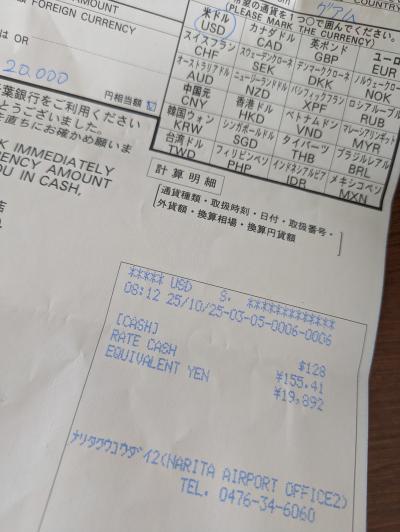 グアム
COUNTRY
OF FOREIGN CURRENCY
AMOUNT
希望の通貨を1つ○で囲んでください。
(PLEASE MARK THE CURRENCY)
米ドル USD
カナダドル CAD
英ポンド GBP
ユーロ EUR
スイスフラン CHF
スウェーデンクローネ SEK
デンマーククローネ DKK
ノルウェークローネ NOK
オーストラリアドル AUD
ニュージーランドドル NZD
パシフィックフラン XPF
ロシアルーブル RUB
中国元 CNY
香港ドル HKD
ベトナムドン VND
マレーシアリンギット MYR
韓国ウォン KRW
シンガポールドル SGD
タイバーツ THB
ブラジルレアル BRL
台湾ドル TWD
フィリピンペソ PHP
インドネシアルピア IDR
メキシコペソ MXN
OR
20,000
円相当額
千葉銀行をご利用ください
とうございました。
を直ちにお確かめ願いま
K IMMEDIATELY
ENCY AMOUNT
OU IN CASH,
店
計算明細
通貨種類・取扱時刻・日付・取扱番号・
外貨額・換算相場・換算円貨額
***** USD S. *************
08:12 25/10/25-03-05-0006-0006
[CASH] $128
RATE CASH ¥155.41
EQUIVALENT YEN ¥19,892
ナリタクウコウダイ2(NARITA AIRPORT OFFICE2)
TEL. 0476-34-6060